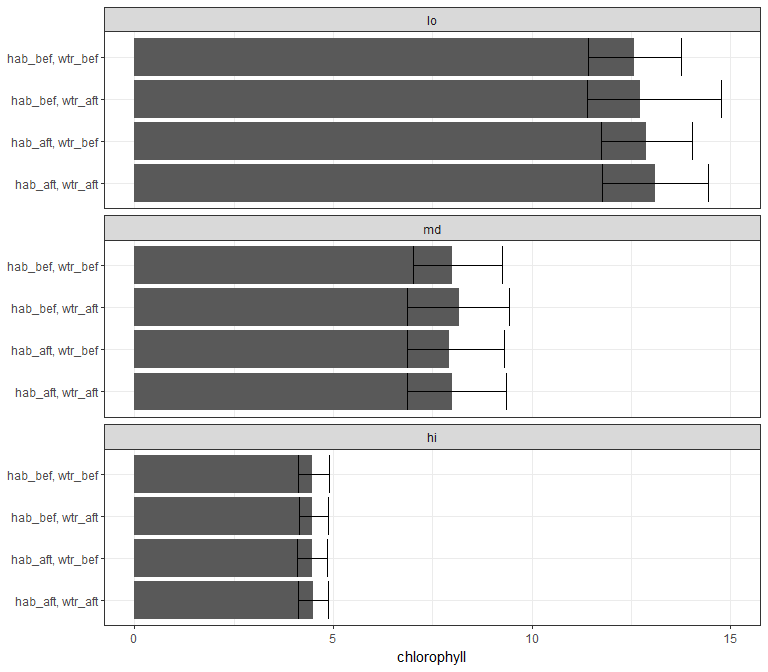 lo
hab_bef, wtr_bef
hab_bef, wtr_aft
hab_aft, wtr_bef
hab_aft, wtr_aft
md
hab_bef, wtr_bef
hab_bef, wtr_aft
hab_aft, wtr_bef
hab_aft, wtr_aft
hi
hab_bef, wtr_bef
hab_bef, wtr_aft
hab_aft, wtr_bef
hab_aft, wtr_aft
0 5 10 15
chlorophyll